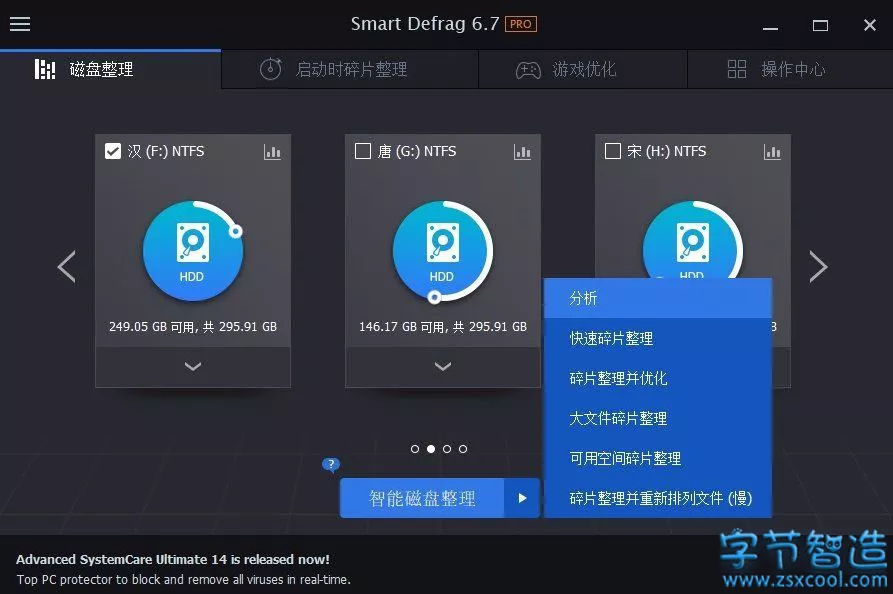 Smart Defrag 6.7 PRO
磁盘整理 启动时碎片整理 游戏优化 操作中心
汉 (F:) NTFS 唐 (G:) NTFS 宋 (H:) NTFS
HDD HDD HDD
249.05 GB 可用, 共 295.91 GB 146.17 GB 可用, 共 295.91 GB
分析
快速碎片整理
碎片整理并优化
大文件碎片整理
可用空间碎片整理
碎片整理并重新排列文件 (慢)
?
智能磁盘整理
Advanced SystemCare Ultimate 14 is released now!
Top PC protector to block and remove all viruses in real-time.
字节智造
www.zsxcool.com